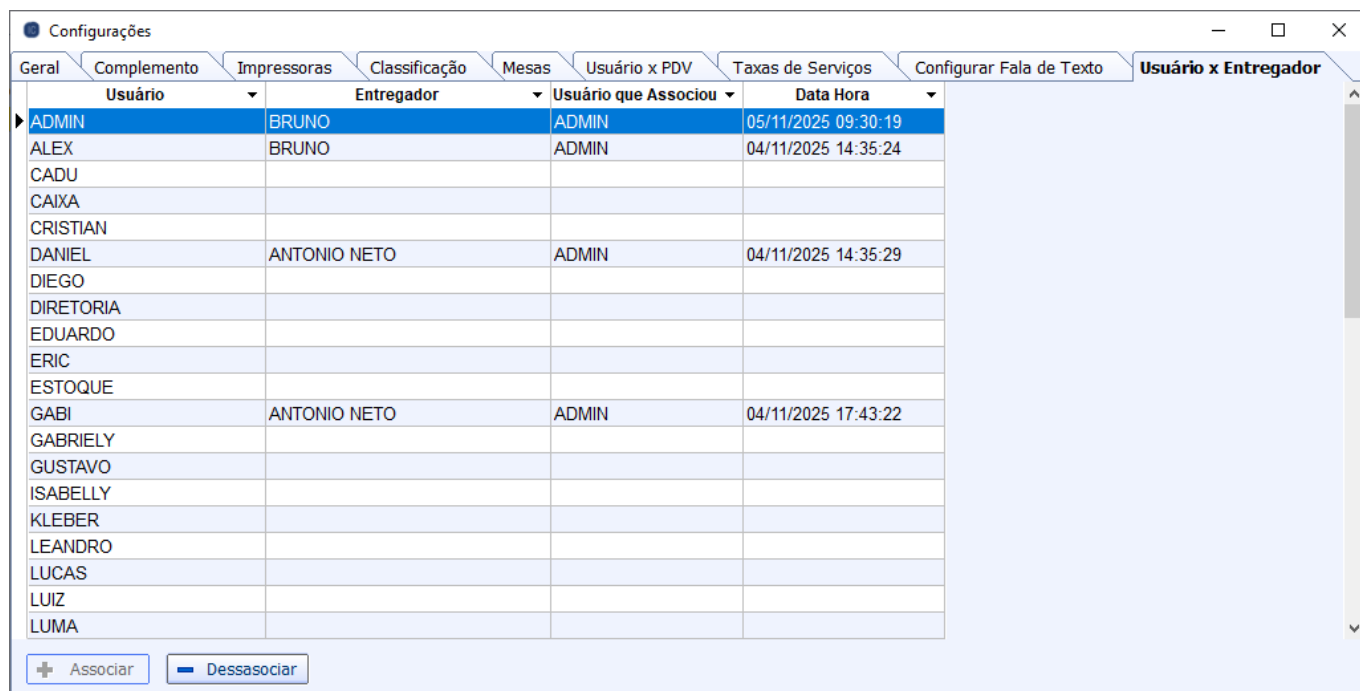 Configurações
Geral Complemento Impressoras Classificação Mesas Usuário x PDV Taxas de Serviços Configurar Fala de Texto Usuário x Entregador
Usuário Entregador Usuário que Associou Data Hora
ADMIN BRUNO ADMIN 05/11/2025 09:30:19
ALEX BRUNO ADMIN 04/11/2025 14:35:24
CADU
CAIXA
CRISTIAN
DANIEL ANTONIO NETO ADMIN 04/11/2025 14:35:29
DIEGO
DIRETORIA
EDUARDO
ERIC
ESTOQUE
GABI ANTONIO NETO ADMIN 04/11/2025 17:43:22
GABRIELY
GUSTAVO
ISABELLY
KLEBER
LEANDRO
LUCAS
LUIZ
LUMA
Associar Dessasociar